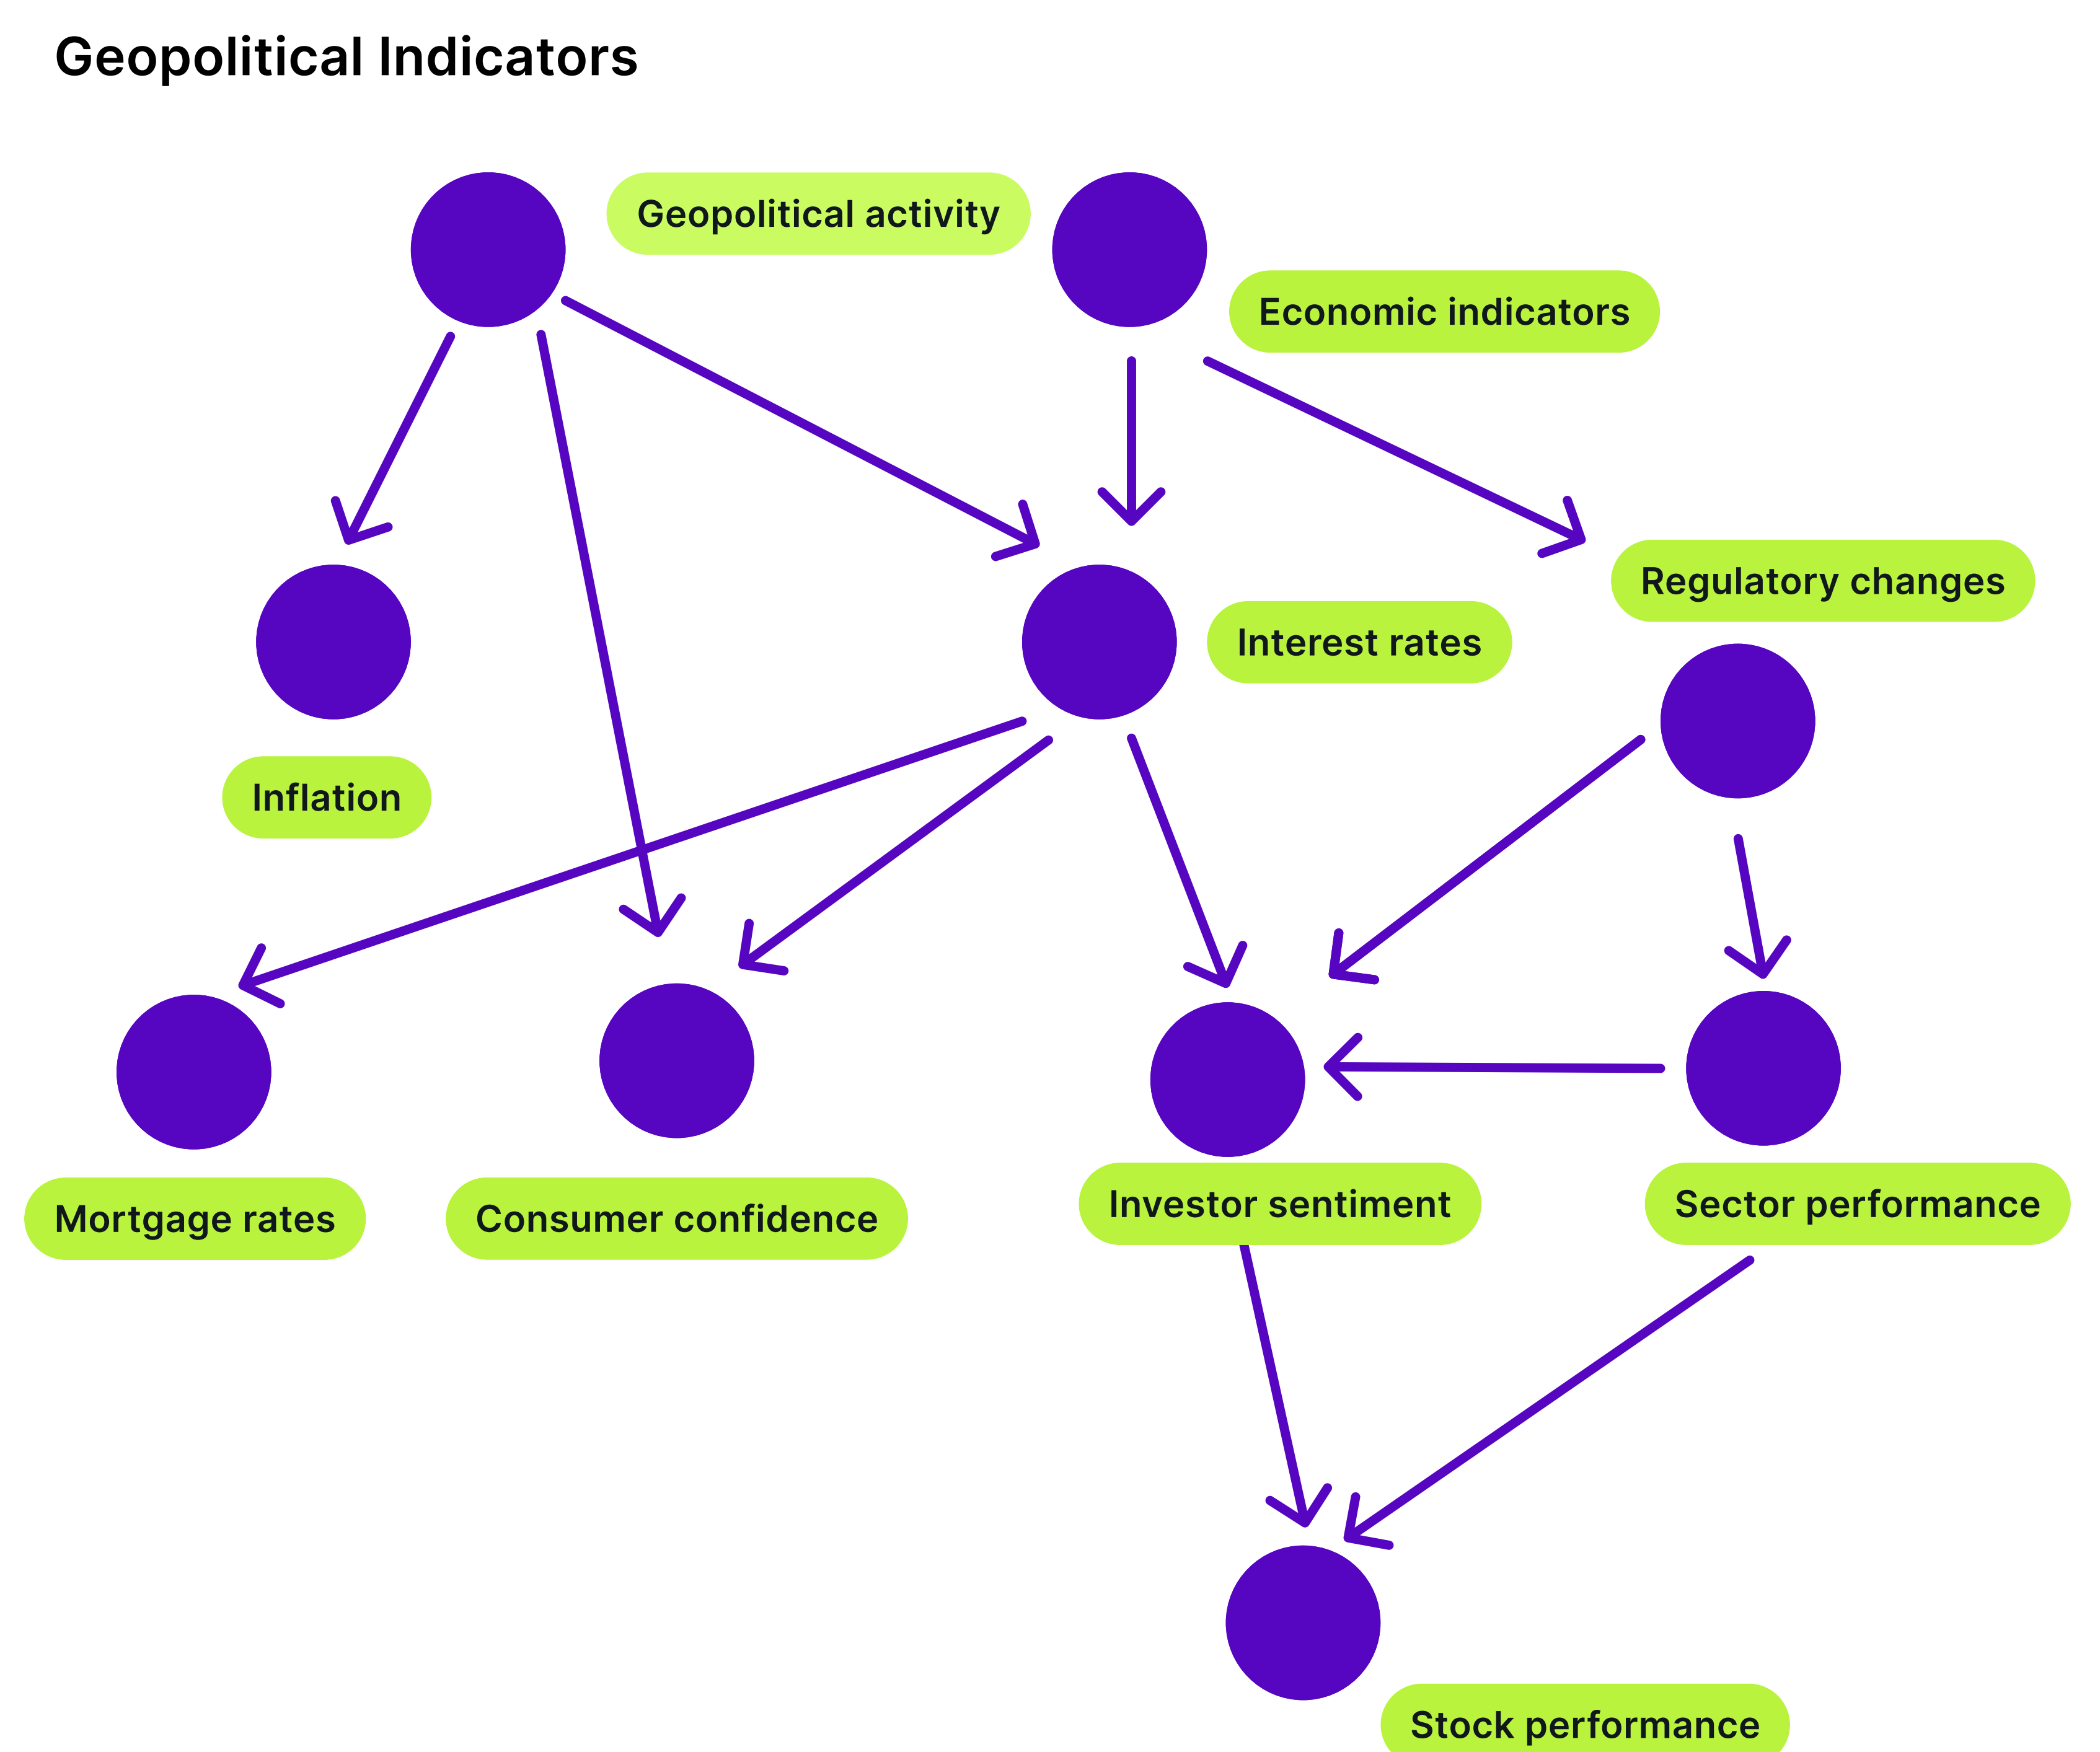 Geopolitical Indicators
Geopolitical activity
Economic indicators
Regulatory changes
Interest rates
Inflation
Mortgage rates
Consumer confidence
Investor sentiment
Sector performance
Stock performance